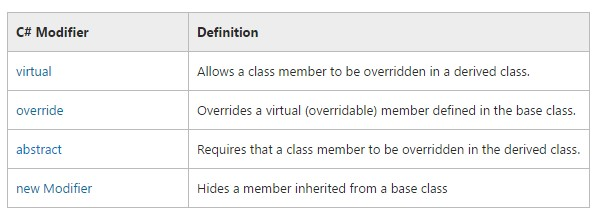 C# Modifier Definition
virtual Allows a class member to be overridden in a derived class.
override Overrides a virtual (overridable) member defined in the base class.
abstract Requires that a class member to be overridden in the derived class.
new Modifier Hides a member inherited from a base class